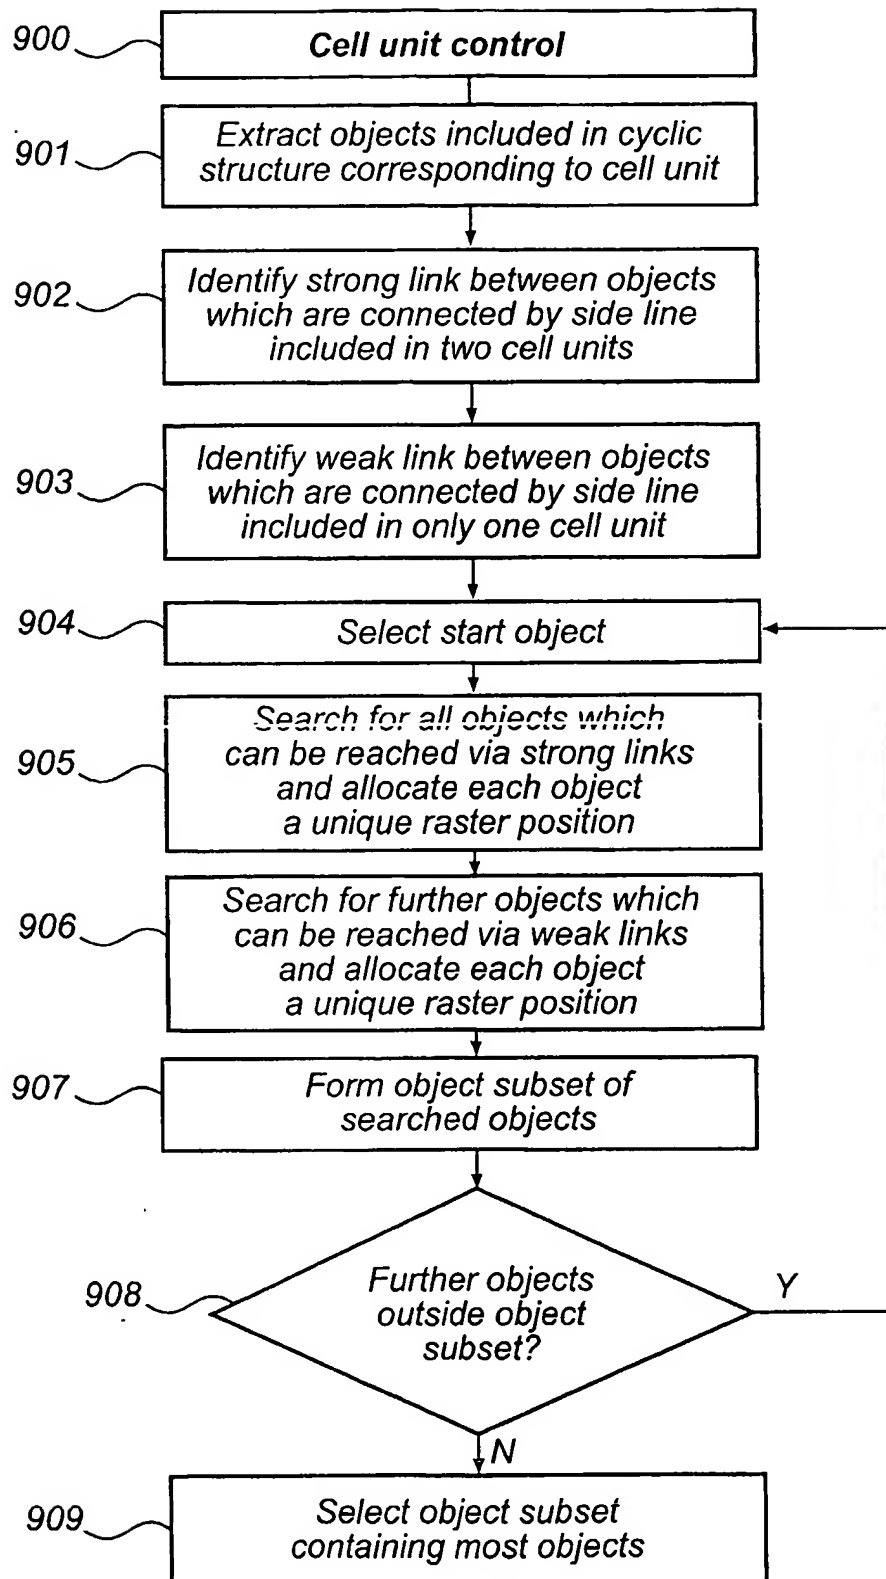 900
Cell unit control
901
Extract objects included in cyclic
structure corresponding to cell unit
902
Identify strong link between objects
which are connected by side line
included in two cell units
903
Identify weak link between objects
which are connected by side line
included in only one cell unit
904
Select start object
905
Search for all objects which
can be reached via strong links
and allocate each object
a unique raster position
906
Search for further objects which
can be reached via weak links
and allocate each object
a unique raster position
907
Form object subset of
searched objects
908
Further objects
outside object
subset?
Y
N
909
Select object subset
containing most objects